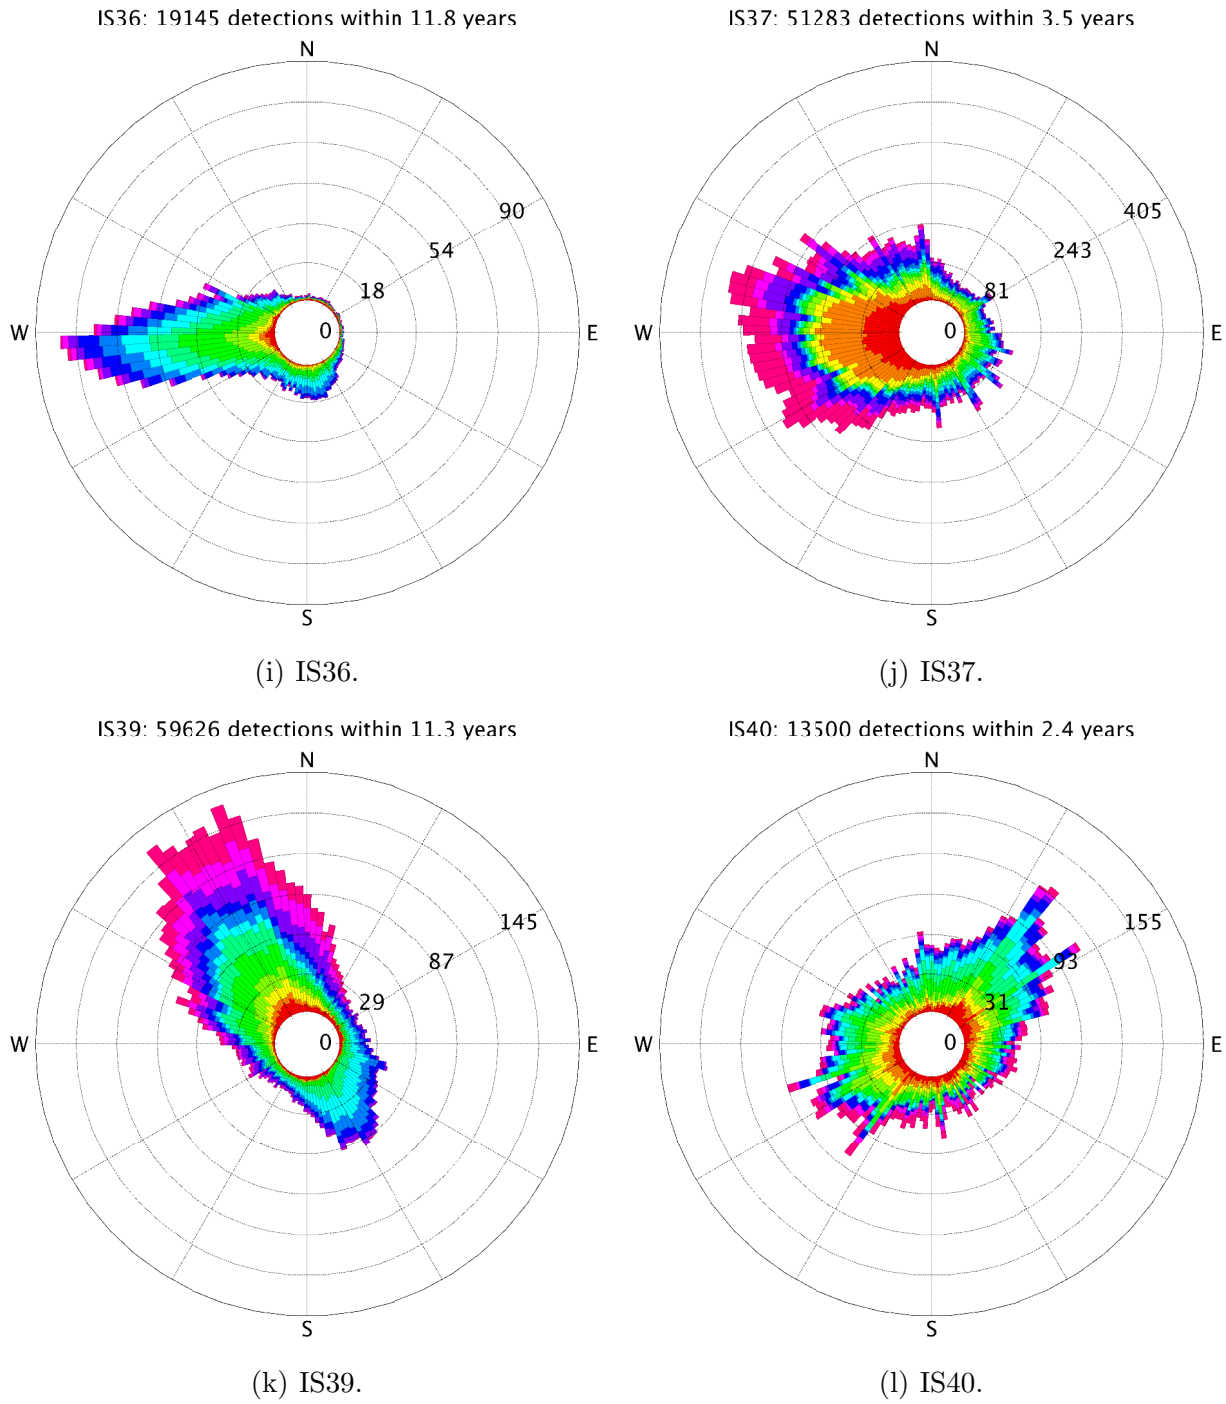 IS36: 19145 detections within 11.8 years
N
90
54
18
W
0
E
S
(i) IS36.
IS37: 51283 detections within 3.5 years
N
405
243
81
W
0
E
S
(j) IS37.
IS39: 59626 detections within 11.3 years
N
145
87
29
W
0
E
S
(k) IS39.
IS40: 13500 detections within 2.4 years
N
155
93
31
W
0
E
S
(l) IS40.